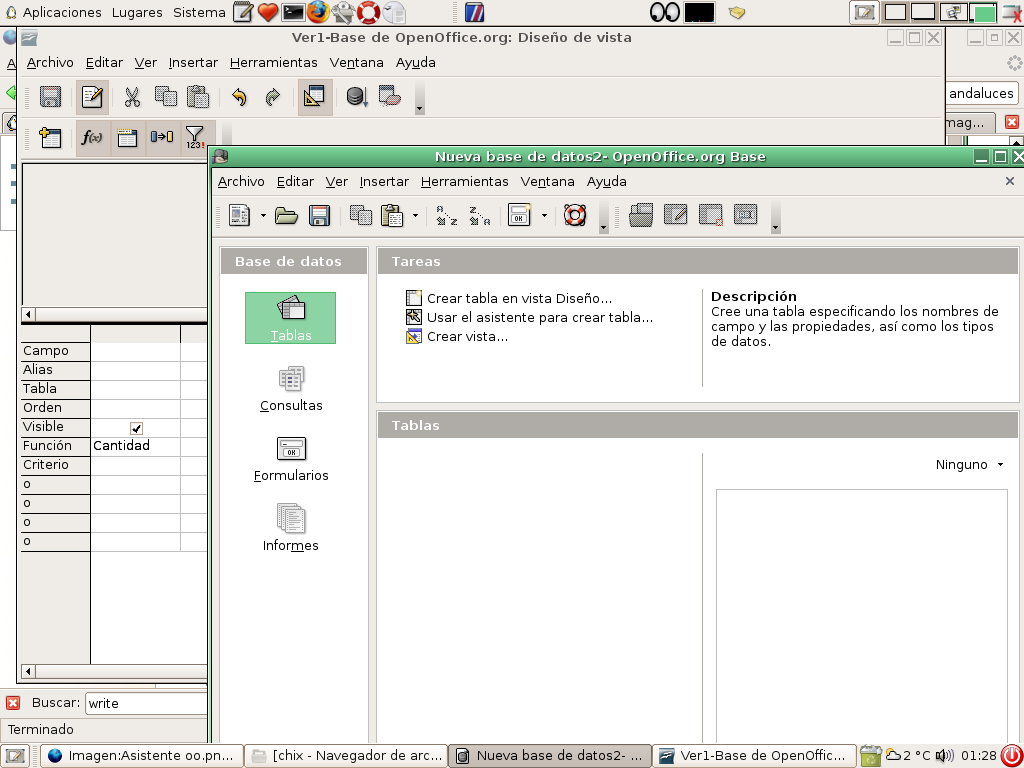 Aplicaciones Lugares Sistema
Ver1-Base de OpenOffice.org: Diseño de vista
Archivo Editar Ver Insertar Herramientas Ventana Ayuda
andaluces
f(x)
123!
mag...
Nueva base de datos2- OpenOffice.org Base
Archivo Editar Ver Insertar Herramientas Ventana Ayuda
Base de datos
Tareas
Tablas
Consultas
Formularios
Informes
Crear tabla en vista Diseño...
Usar el asistente para crear tabla...
Crear vista...
Descripción
Cree una tabla especificando los nombres de
campo y las propiedades, así como los tipos
de datos.
Tablas
Ninguno
Campo
Alias
Tabla
Orden
Visible
Función Cantidad
Criterio
o
o
o
o
Buscar: write
Terminado
Imagen:Asistente oo.pn... [chix - Navegador de arc... Nueva base de datos2- ... Ver1-Base de OpenOffic... 2 °C 01:28